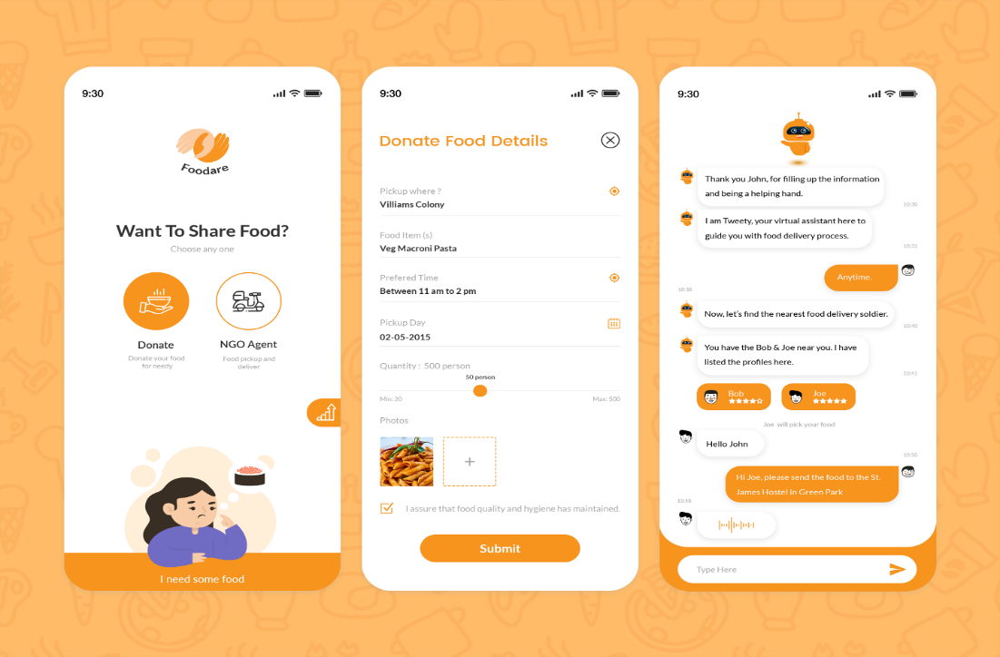 9:30
Foodare
Want To Share Food?
Choose any one
Donate
Donate your food
for needy
NGO Agent
Food pickup and
deliver
I need some food
9:30
Donate Food Details
Pickup where ?
Villiams Colony
Food Item (s)
Veg Macroni Pasta
Prefered Time
Between 11 am to 2 pm
Pickup Day
02-05-2015
Quantity : 500 person
50 person
Min: 20
Max: 500
Photos
I assure that food quality and hygiene has maintained.
Submit
9:30
Thank you John, for filling up the information
and being a helping hand.
10:30
I am Tweety, your virtual assistant here to
guide you with food delivery process.
10:31
Anytime
10:38
Now, let's find the nearest food delivery soldier.
10:40
You have the Bob & Joe near you. I have
listed the profiles here.
10:41
Bob
Joe
Joe will pick your food
Hello John
10:50
Hi Joe, please send the food to the St.
James Hostel in Green Park
10:58
Type Here